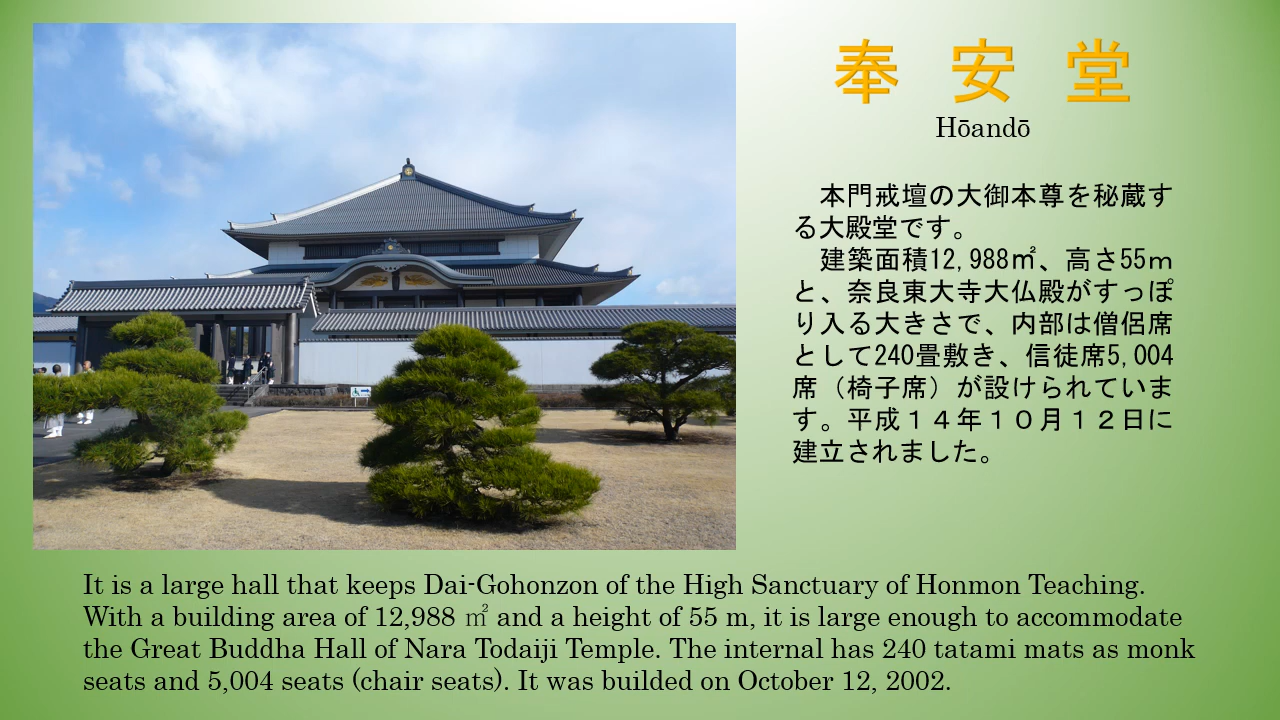 奉安堂
Hōandō
本門戒壇の大御本尊を秘蔵す
る大殿堂です。
建築面積12,988㎡、高さ55ｍ
と、奈良東大寺大仏殿がすっぽ
り入る大きさで、内部は僧侶席
として240畳敷き、信徒席5,004
席（椅子席）が設けられていま
す。平成１４年１０月１２日に
建立されました。
It is a large hall that keeps Dai-Gohonzon of the High Sanctuary of Honmon Teaching.
With a building area of 12,988 ㎡ and a height of 55 m, it is large enough to accommodate
the Great Buddha Hall of Nara Todaiji Temple. The internal has 240 tatami mats as monk
seats and 5,004 seats (chair seats). It was builded on October 12, 2002.